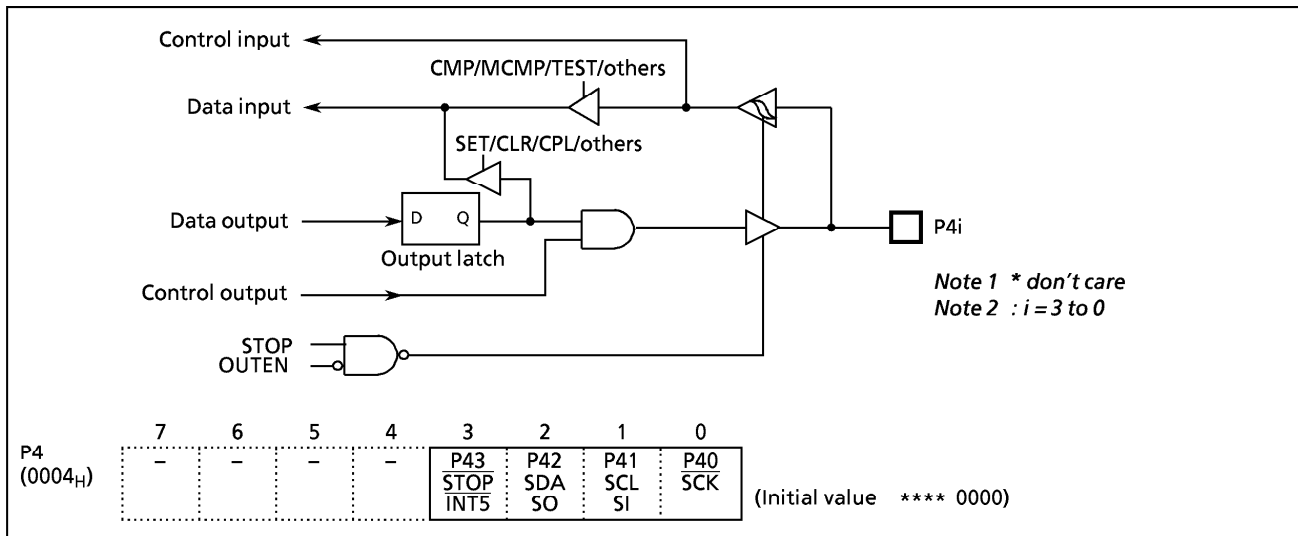 Control input
CMP/MCMP/TEST/others
Data input
SET/CLR/CPL/others
Data output
D Q
P4i
Output latch
Control output
Note 1 * don't care
Note 2 : i = 3 to 0
STOP
OUTEN
7 6 5 4 3 2 1 0
P4 – – – – P43 P42 P41 P40
(0004H) STOP SDA SCL SCK
INT5 SO SI (Initial value **** 0000)